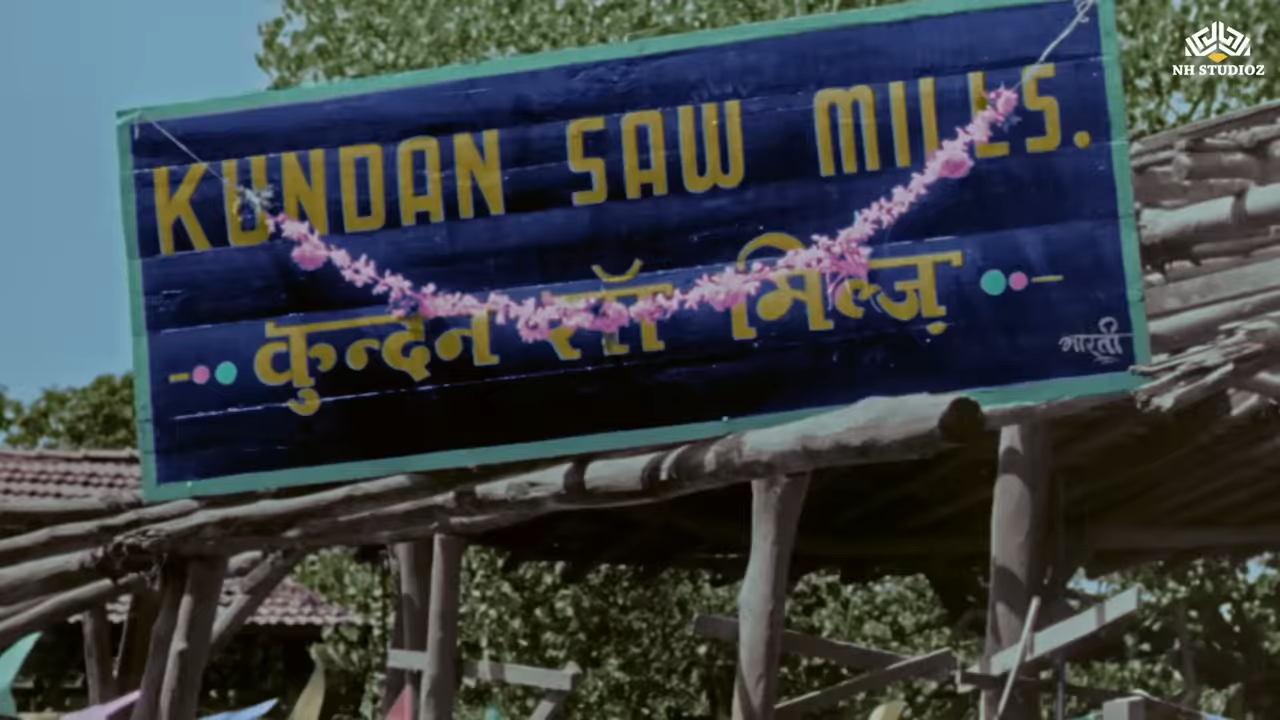 NH STUDIOZ
KUNDAN SAW MILLS.
कुन्दन सॉ मिल्ज़
भारती